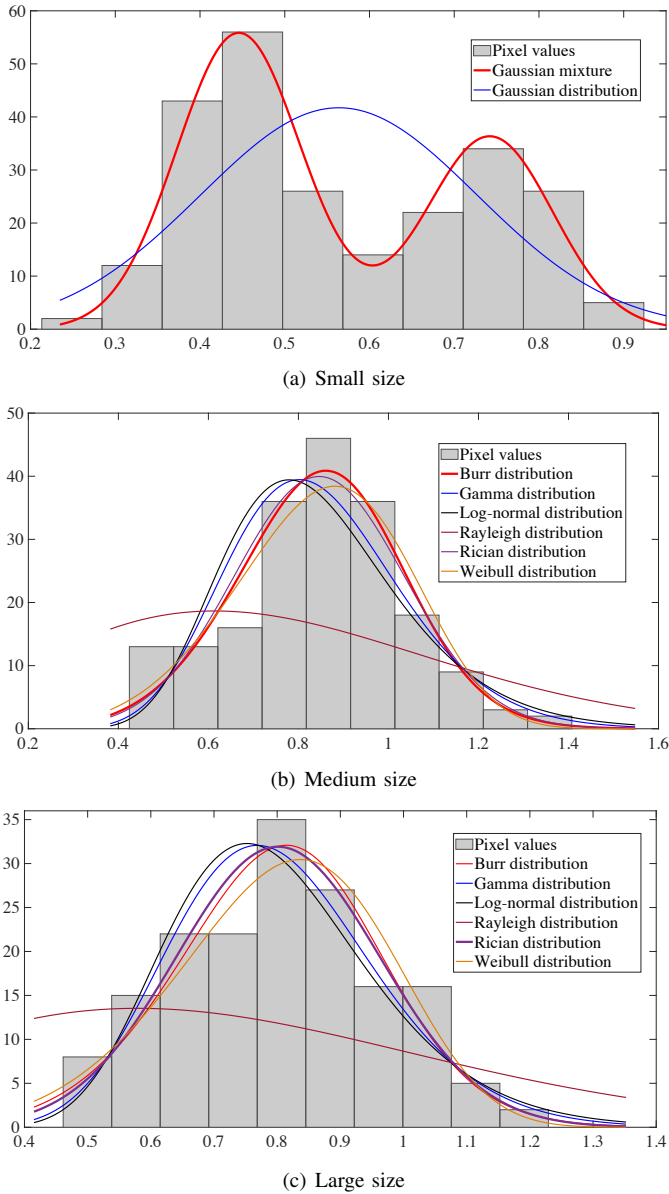 60
50
40
30
20
10
0
0.2 0.3 0.4 0.5 0.6 0.7 0.8 0.9
Pixel values
Gaussian mixture
Gaussian distribution
(a) Small size
50
40
30
20
10
0
0.2 0.4 0.6 0.8 1 1.2 1.4 1.6
Pixel values
Burr distribution
Gamma distribution
Log-normal distribution
Rayleigh distribution
Rician distribution
Weibull distribution
(b) Medium size
35
30
25
20
15
10
5
0
0.4 0.5 0.6 0.7 0.8 0.9 1 1.1 1.2 1.3 1.4
Pixel values
Burr distribution
Gamma distribution
Log-normal distribution
Rayleigh distribution
Rician distribution
Weibull distribution
(c) Large size